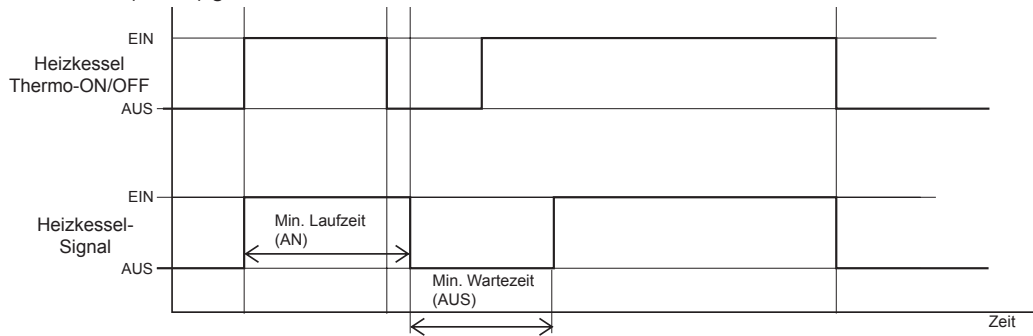 EIN
Heizkessel
Thermo-ON/OFF
AUS
EIN
Heizkessel-
Signal
Min. Laufzeit
(AN)
AUS
Min. Wartezeit
(AUS)
Zeit